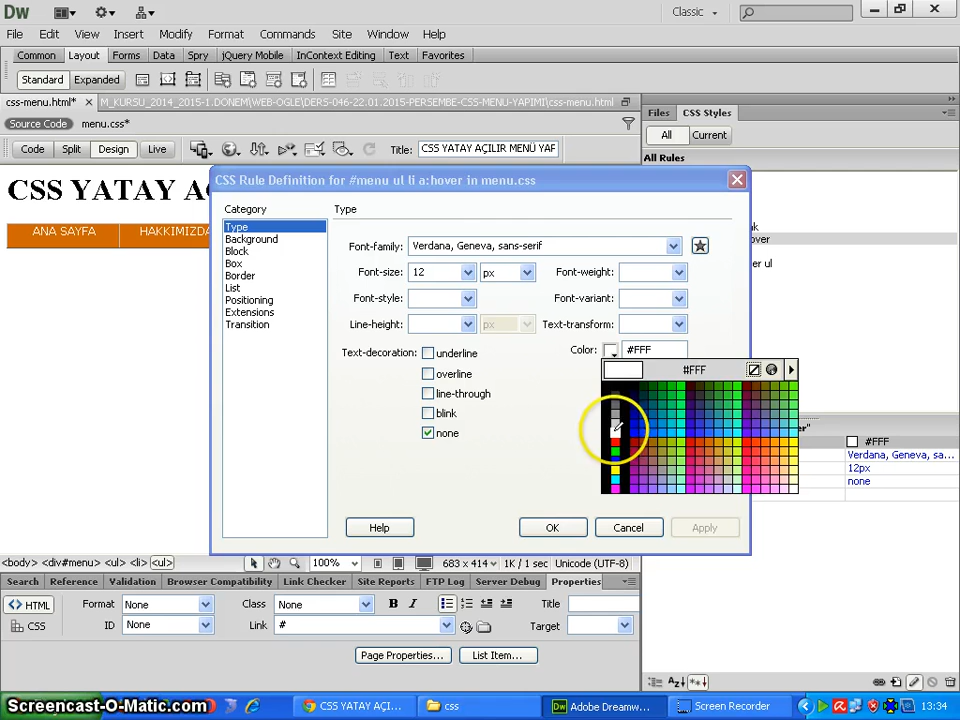 Dw
Classic
File Edit View Insert Modify Format Commands Site Window Help
Common Layout Forms Data Spry jQuery Mobile InContext Editing Text Favorites
Standard Expanded
css-menu.html* M_KURSU_2014_2015-1.DONEM\WEB-OGLE\DERS-046-22.01.2015-PERSEMBE-CSS-MENU-YAPIMI\css-menu.html
Files CSS Styles
Source Code menu.css*
All Current
Code Split Design Live Title: CSS YATAY AÇILIR MENÜ YAF
All Rules
CSS YATAY AÇ
CSS Rule Definition for #menu ul li a:hover in menu.css
Category Type
Type
Background
Block
Box
Border
List
Positioning
Extensions
Transition
ANA SAYFA HAKKIMIZDA
Font-family: Verdana, Geneva, sans-serif
Font-size: 12 px Font-weight:
Font-style: Font-variant:
Line-height: px Text-transform:
Text-decoration: underline Color: #FFF
overline
line-through
blink
none
#FFF
Help OK Cancel Apply
over ul
#FFF
Verdana, Geneva, sa...
12px
none
<body> <div#menu> <ul> <li> <ul> 100% 683 x 414 1K / 1 sec Unicode (UTF-8)
Search Reference Validation Browser Compatibility Link Checker Site Reports FTP Log Server Debug Properties
<> HTML Format None Class None B I Title
CSS ID None Link # Target
Page Properties... List Item...
Screencast-O-Matic.com CSS YATAY AÇI... css Adobe Dreamw... Screen Recorder 13:34